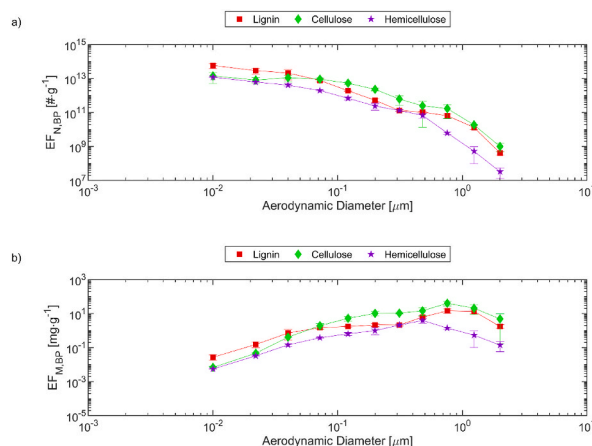 a)
Lignin Cellulose Hemicellulose
10^15
10^13
10^11
10^9
10^7
EF_N,BP [#·g^-1]
10^-3 10^-2 10^-1 10^0 10
Aerodynamic Diameter [μm]
b)
Lignin Cellulose Hemicellulose
10^3
10^1
10^-1
10^-3
10^-5
EF_M,BP [mg·g^-1]
10^-3 10^-2 10^-1 10^0 10
Aerodynamic Diameter [μm]